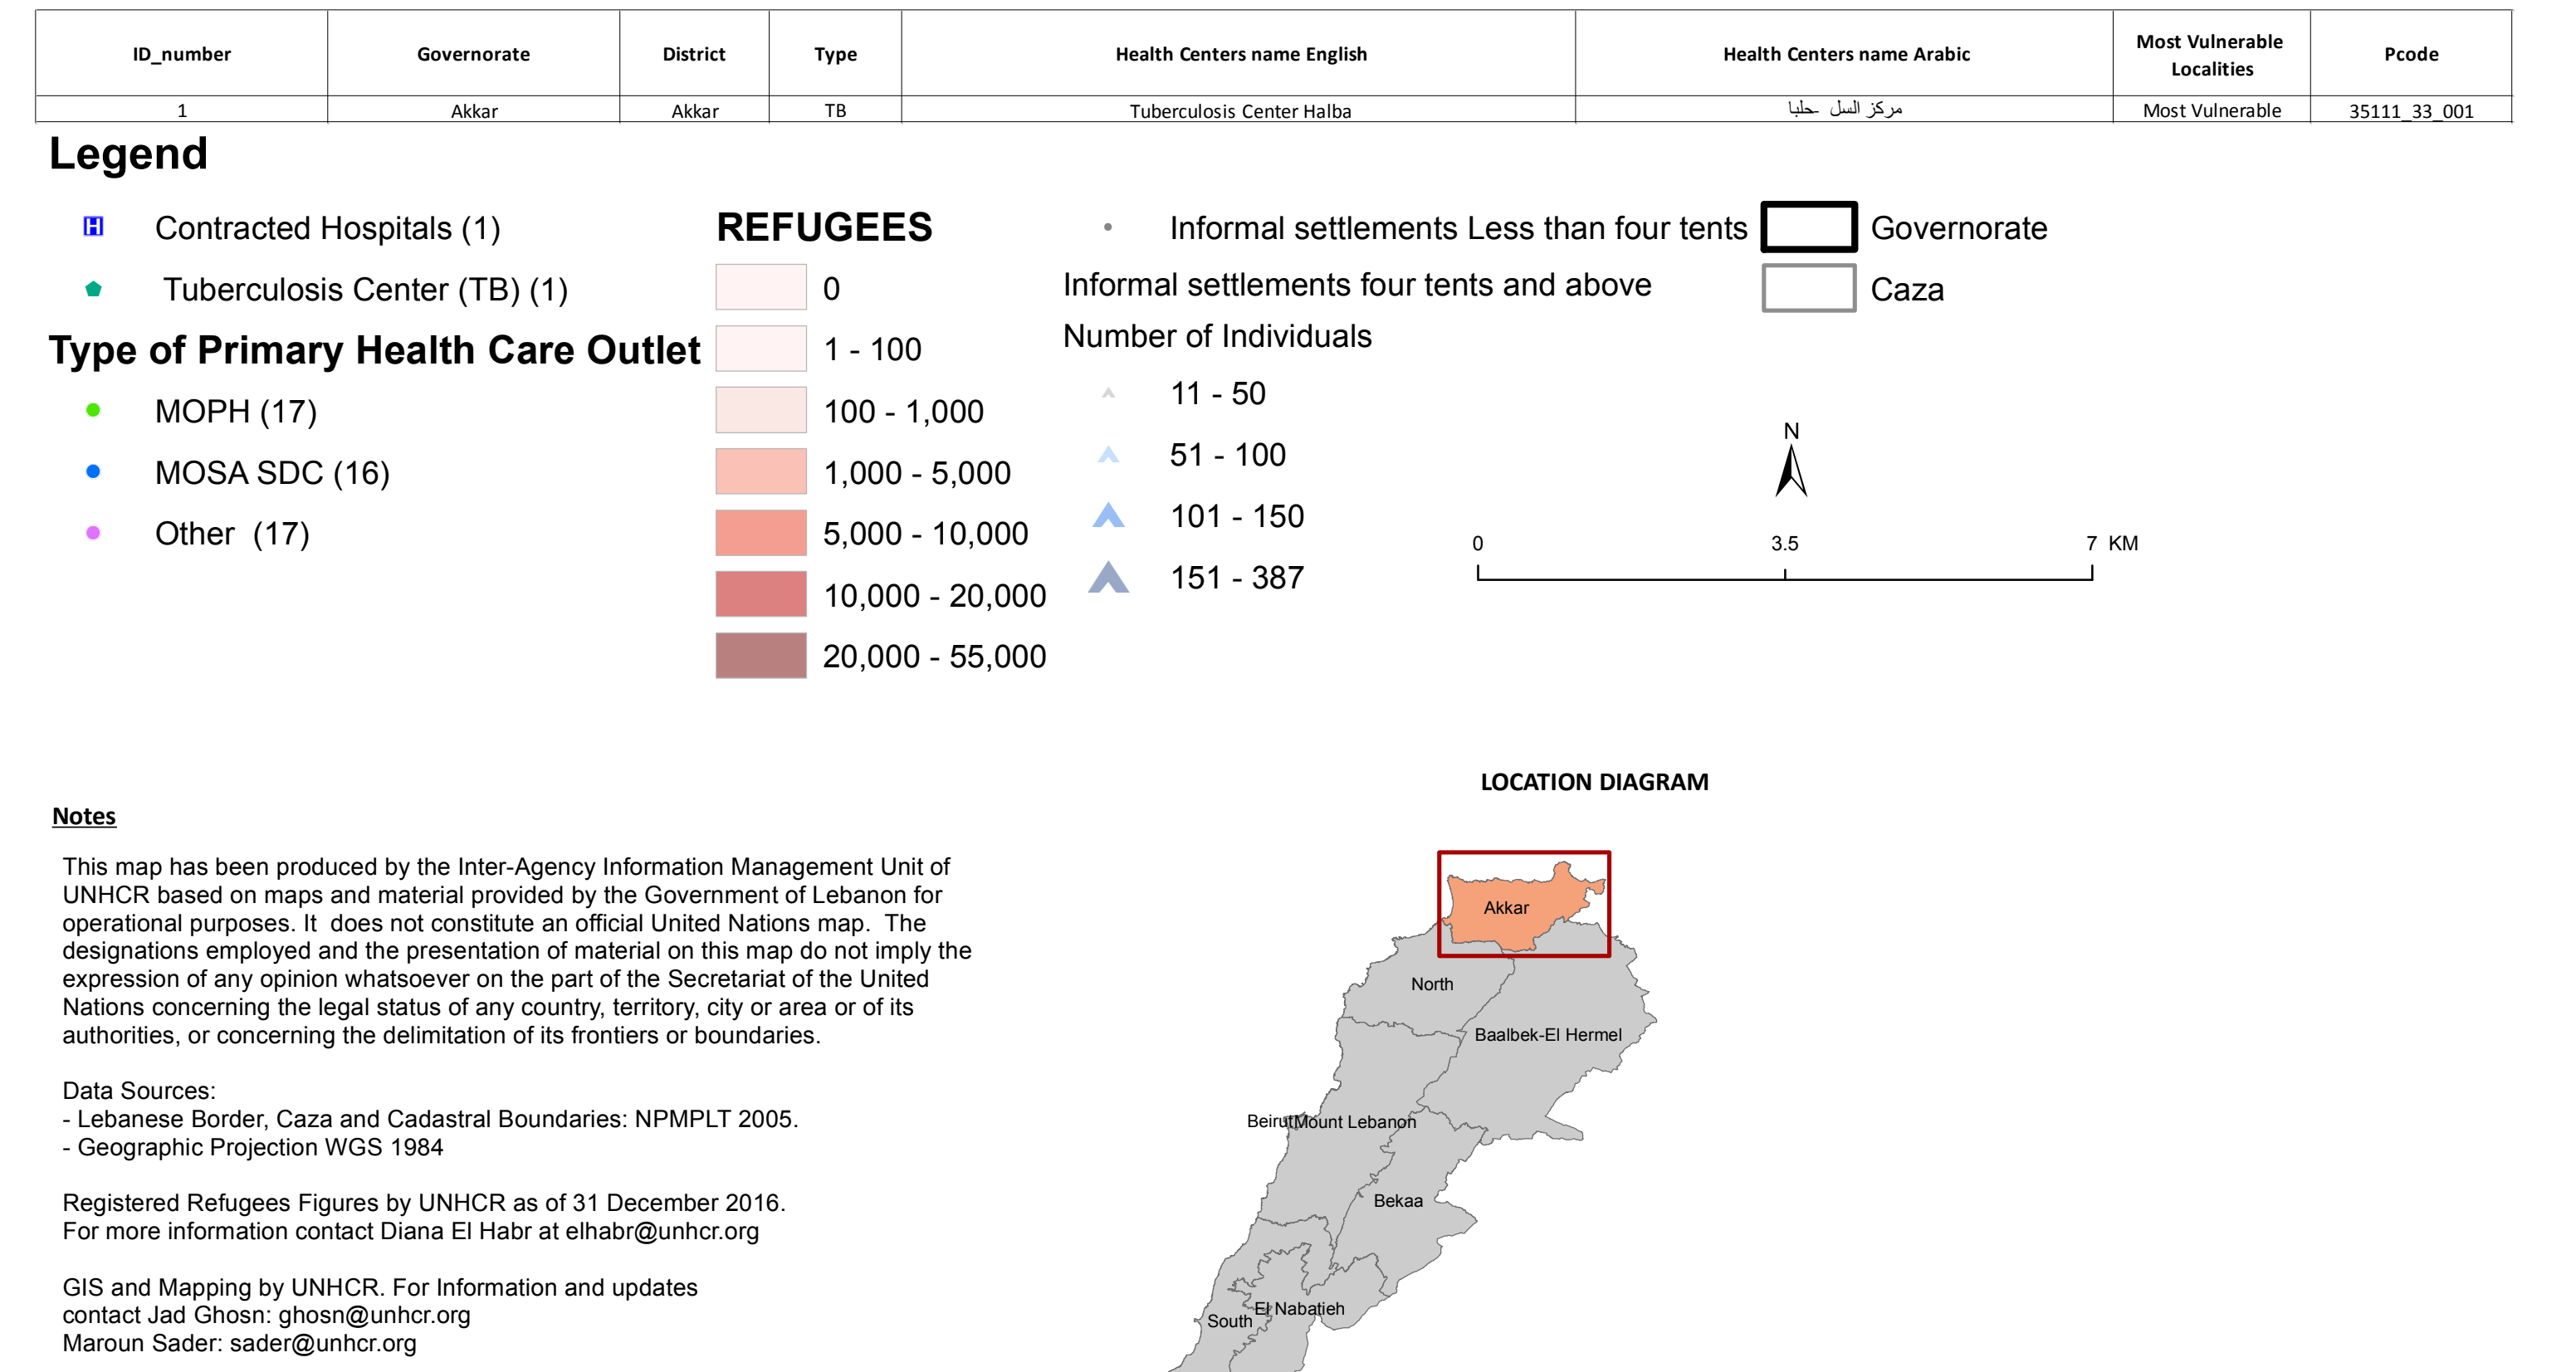 ID_number Governorate District Type Health Centers name English Health Centers name Arabic Most Vulnerable Localities Pcode
1 Akkar Akkar TB Tuberculosis Center Halba مركز السل -حلبا Most Vulnerable 35111_33_001
Legend
Contracted Hospitals (1)
Tuberculosis Center (TB) (1)
Type of Primary Health Care Outlet
MOPH (17)
MOSA SDC (16)
Other (17)
REFUGEES
0
1 - 100
100 - 1,000
1,000 - 5,000
5,000 - 10,000
10,000 - 20,000
20,000 - 55,000
Informal settlements Less than four tents
Informal settlements four tents and above
Number of Individuals
11 - 50
51 - 100
101 - 150
151 - 387
Governorate
Caza
N
0 3.5 7 KM
LOCATION DIAGRAM
Akkar
North
Baalbek-El Hermel
Beirut
Mount Lebanon
Bekaa
El Nabatieh
South
Notes
This map has been produced by the Inter-Agency Information Management Unit of
UNHCR based on maps and material provided by the Government of Lebanon for
operational purposes. It does not constitute an official United Nations map. The
designations employed and the presentation of material on this map do not imply the
expression of any opinion whatsoever on the part of the Secretariat of the United
Nations concerning the legal status of any country, territory, city or area or of its
authorities, or concerning the delimitation of its frontiers or boundaries.
Data Sources:
- Lebanese Border, Caza and Cadastral Boundaries: NPMPLT 2005.
- Geographic Projection WGS 1984
Registered Refugees Figures by UNHCR as of 31 December 2016.
For more information contact Diana El Habr at elhabr@unhcr.org
GIS and Mapping by UNHCR. For Information and updates
contact Jad Ghosn: ghosn@unhcr.org
Maroun Sader: sader@unhcr.org